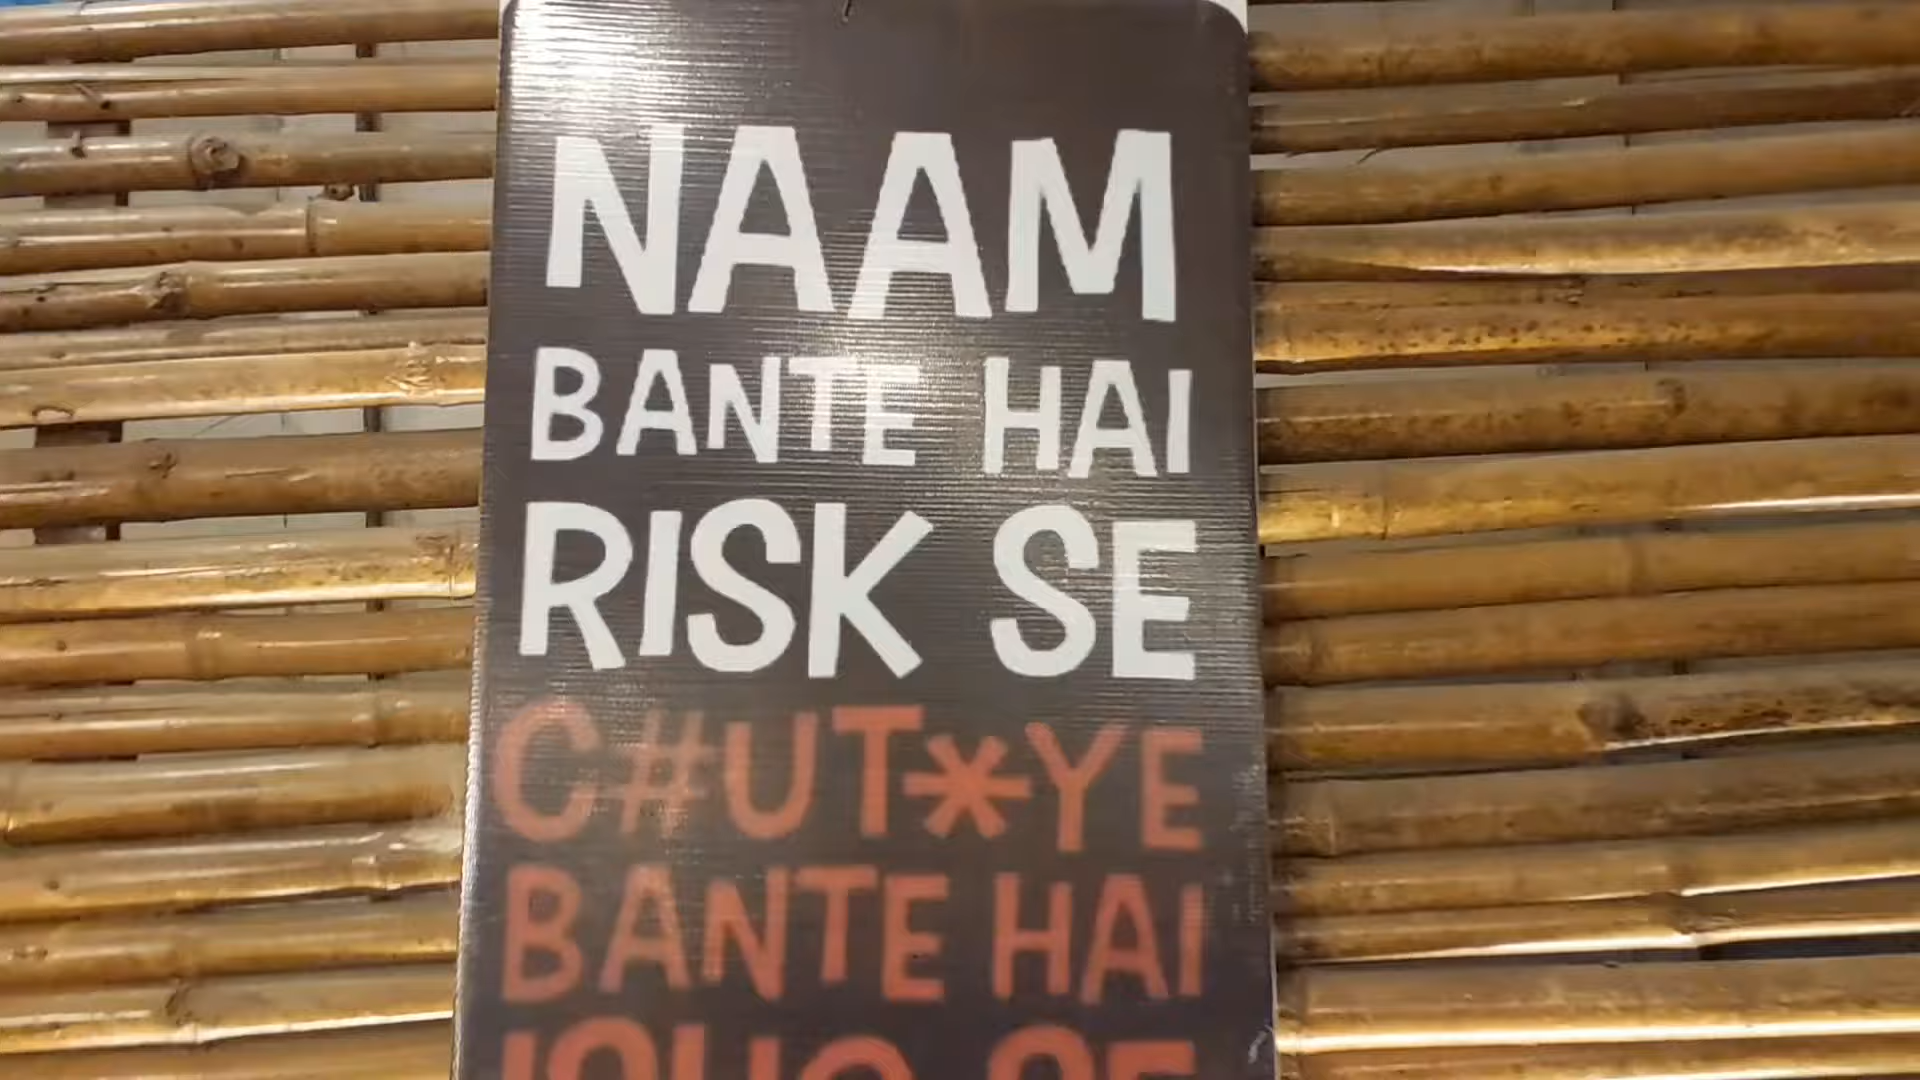 NAAM
BANTE HAI
RISK SE
C#UT*YE
BANTE HAI